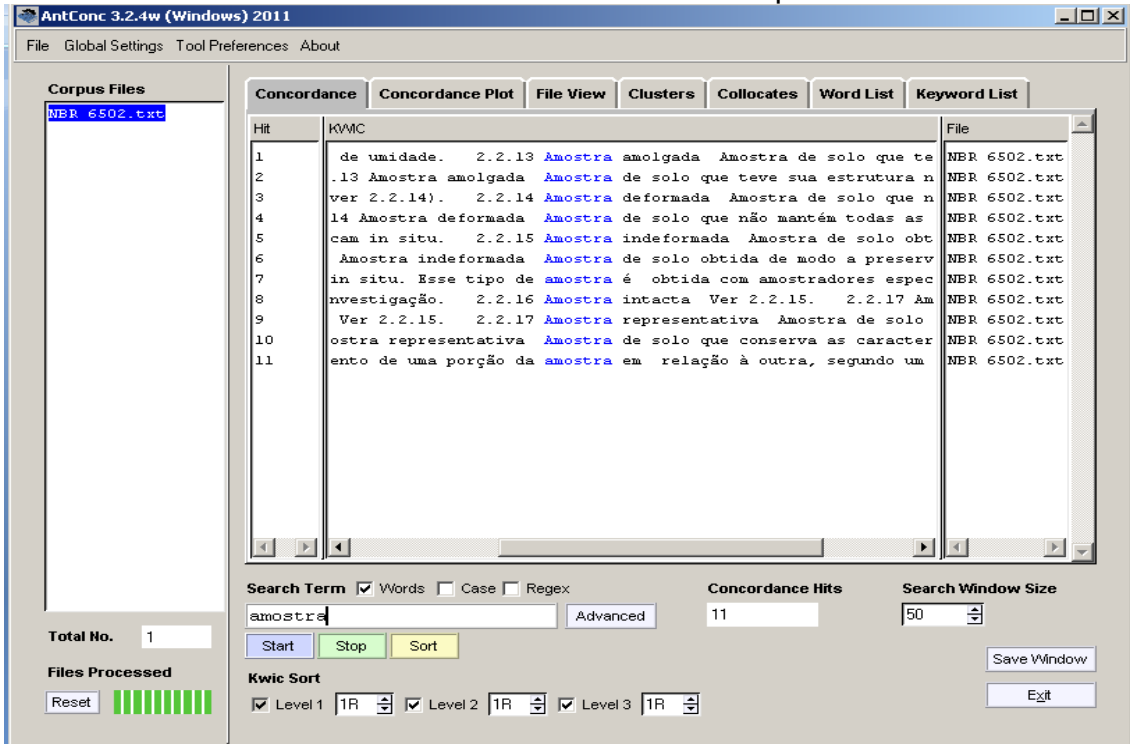 AntConc 3.2.4w (Windows) 2011
File Global Settings Tool Preferences About
Corpus Files
NBR 6502.txt
Concordance Concordance Plot File View Clusters Collocates Word List Keyword List
Hit KWIC File
1 de umidade. 2.2.13 Amostra amolgada Amostra de solo que te NBR 6502.txt
2 .13 Amostra amolgada Amostra de solo que teve sua estrutura n NBR 6502.txt
3 ver 2.2.14). 2.2.14 Amostra deformada Amostra de solo que n NBR 6502.txt
4 14 Amostra deformada Amostra de solo que não mantém todas as NBR 6502.txt
5 cam in situ. 2.2.15 Amostra indeformada Amostra de solo obt NBR 6502.txt
6 Amostra indeformada Amostra de solo obtida de modo a preserv NBR 6502.txt
7 in situ. Esse tipo de amostra é obtida com amostradores espec NBR 6502.txt
8 nvestigação. 2.2.16 Amostra intacta Ver 2.2.15. 2.2.17 Am NBR 6502.txt
9 Ver 2.2.15. 2.2.17 Amostra representativa Amostra de solo NBR 6502.txt
10 ostra representativa Amostra de solo que conserva as caracter NBR 6502.txt
11 ento de uma porção da amostra em relação à outra, segundo um NBR 6502.txt
Search Term Words Case Regex Concordance Hits Search Window Size
amostra Advanced 11 50
Total No. 1
Start Stop Sort
Save Window
Files Processed
Kwic Sort
Reset
Level 1 1R Level 2 1R Level 3 1R
Exit